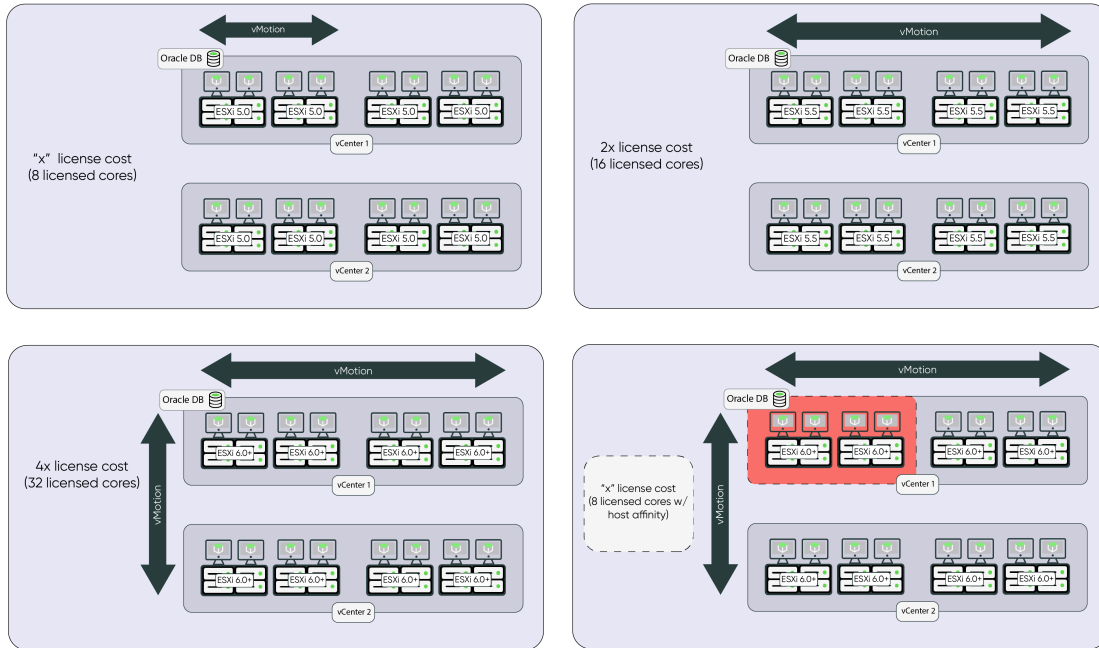 vMotion
Oracle DB
ESXi 5.0 ESXi 5.0 ESXi 5.0 ESXi 5.0
vCenter 1
"x" license cost
(8 licensed cores)
ESXi 5.0 ESXi 5.0 ESXi 5.0 ESXi 5.0
vCenter 2
vMotion
Oracle DB
ESXi 5.5 ESXi 5.5 ESXi 5.5 ESXi 5.5
vCenter 1
2x license cost
(16 licensed cores)
ESXi 5.5 ESXi 5.5 ESXi 5.5 ESXi 5.5
vCenter 2
vMotion
Oracle DB
ESXi 6.0+ ESXi 6.0+ ESXi 6.0+ ESXi 6.0+
vCenter 1
4x license cost
(32 licensed cores)
vMotion
ESXi 6.0+ ESXi 6.0+ ESXi 6.0+ ESXi 6.0+
vCenter 2
vMotion
Oracle DB
ESXi 6.0+ ESXi 6.0+ ESXi 6.0+ ESXi 6.0+
vCenter 1
"x" license cost
(8 licensed cores w/
host affinity)
vMotion
ESXi 6.0+ ESXi 6.0+ ESXi 6.0+ ESXi 6.0+
vCenter 2